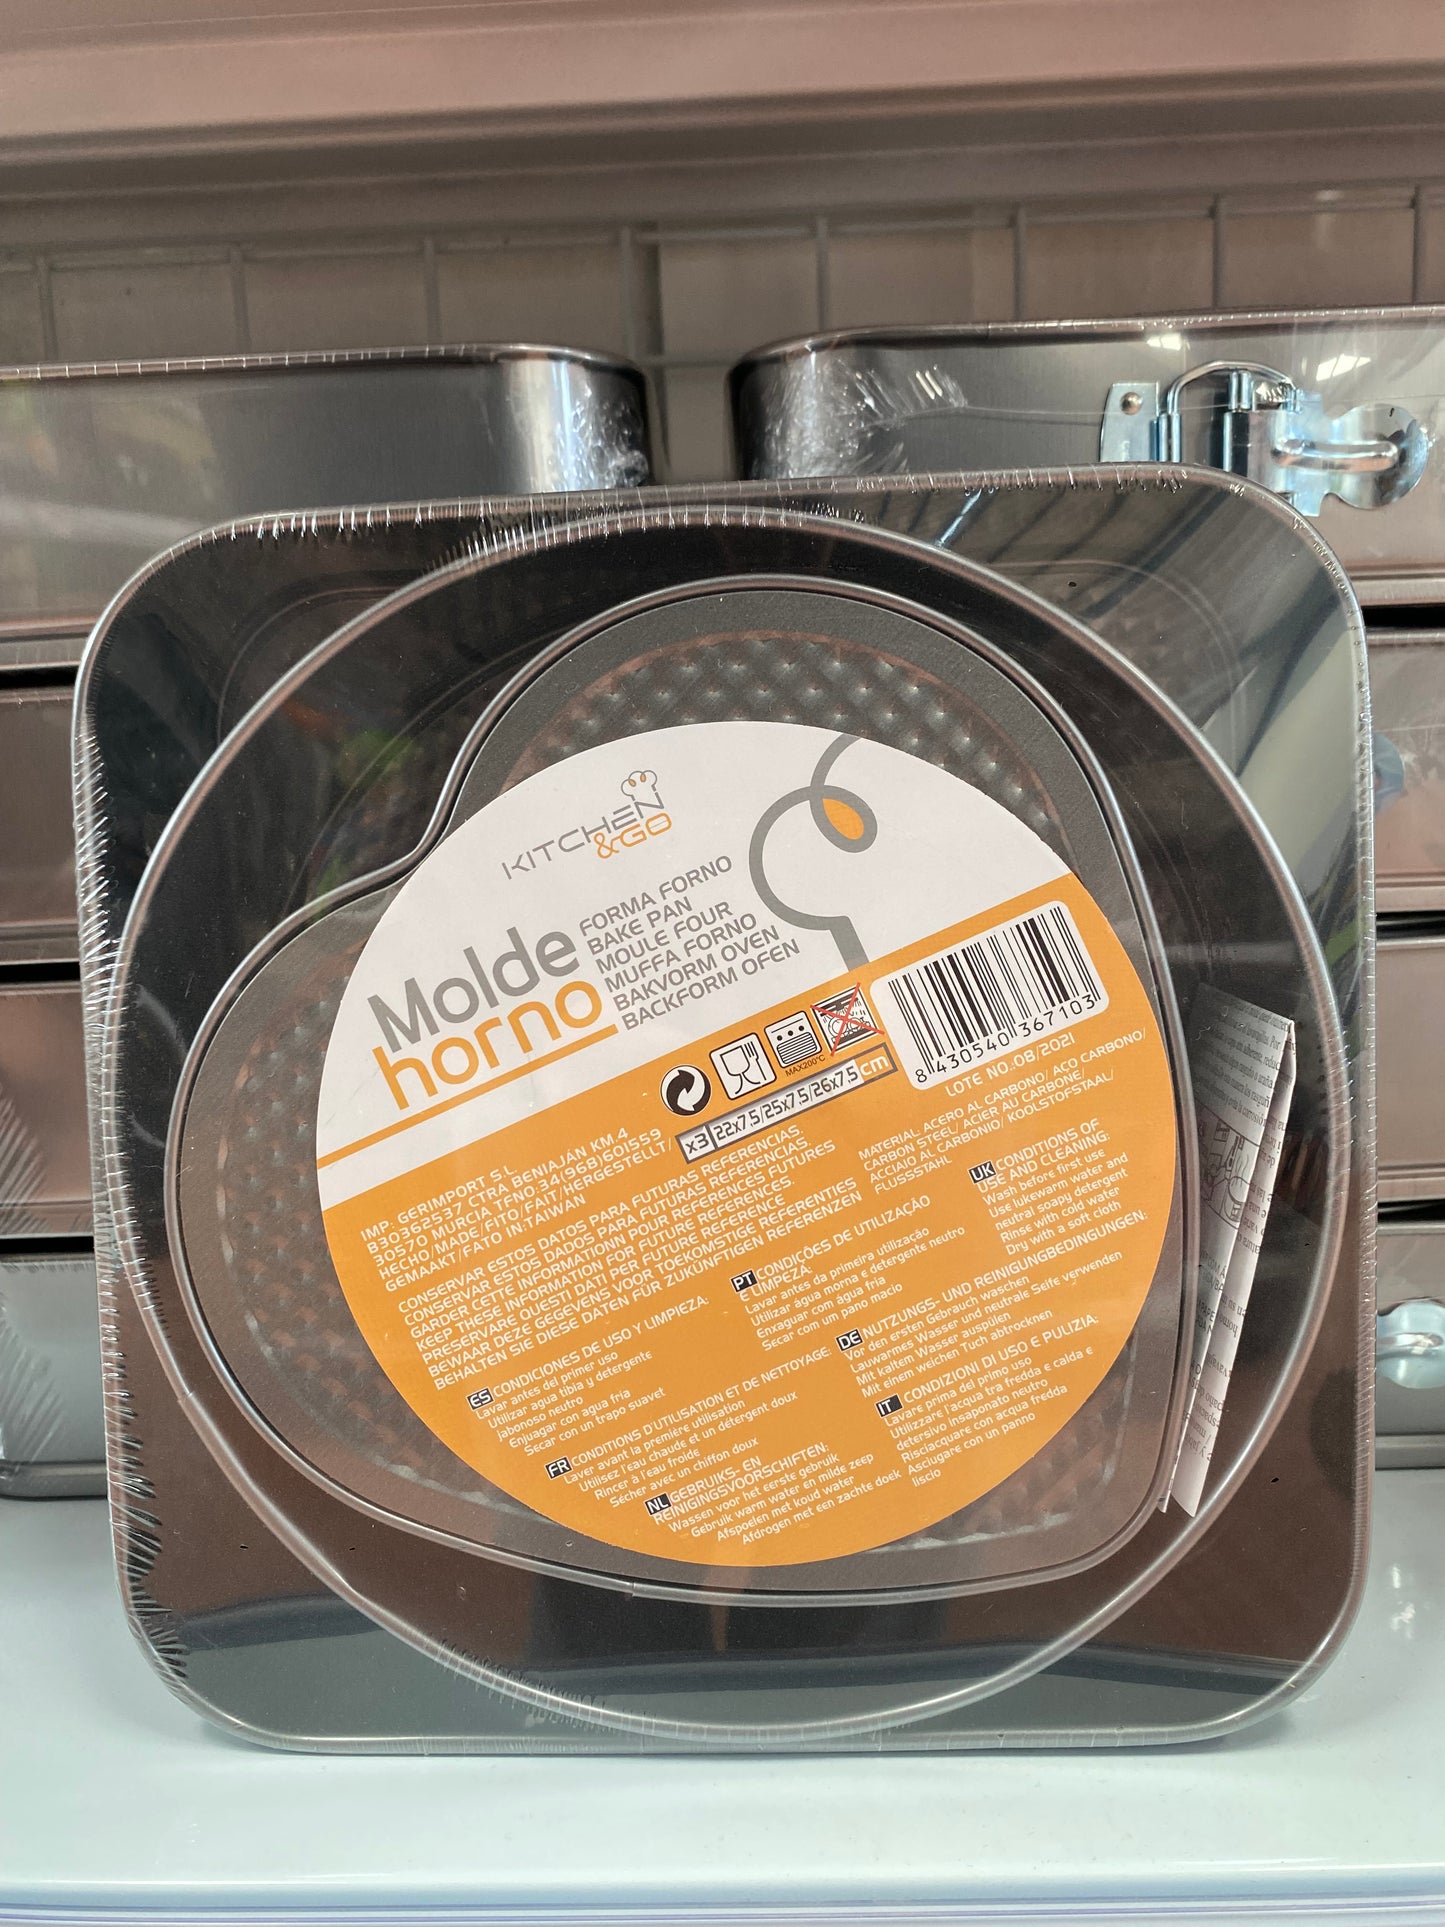 KITCHEN
&GO
Molde
horno
FORMA FORNO
BAKE PAN
MOULE FOUR
MUFFA FORNO
BAKVORM OVEN
BACKFORM OFEN
MAX200°C
x3 22x7,5/25x7,5/26x7,5 cm
8 430540 367103
LOTE NO.:08/2021
MATERIAL: ACERO AL CARBONO/ AÇO CARBONO/
CARBON STEEL/ ACIER AU CARBONE/
ACCIAIO AL CARBONIO/ KOOLSTOFSTAAL/
FLUSSSTAHL
IMP.: GERIMPORT S.L.
B30362537 CTRA BENIAJÁN KM.4
30570 MURCIA TFNO:34(968)601559
HECHO/MADE/FEITO/FAIT/HERGESTELLT/
GEMAAKT/FATO IN:TAIWAN
CONSERVAR ESTOS DATOS PARA FUTURAS REFERENCIAS.
CONSERVAR ESTOS DADOS PARA FUTURAS REFERENCIAS.
GARDER CETTE INFORMATIONN POUR REFERENCES FUTURES
KEEP THESE INFORMATION FOR FUTURE REFERENCES.
PRESERVARE QUESTI DATI PER FUTURE REFERENCE
BEWAAR DEZE GEGEVENS VOOR TOEKOMSTIGE REFERENTIES
BEHALTEN SIE DIESE DATEN FÜR ZUKÜNFTIGEN REFERENZEN
ES CONDICIONES DE USO Y LIMPIEZA:
Lavar antes del primer uso
Utilizar agua tibia y detergente
jabonoso neutro
Enjuagar con agua fria
Secar con un trapo suavet
PT CONDIÇÕES DE UTILIZAÇÃO
E LIMPEZA:
Lavar antes da primeira utilização
Utilizar água morna e detergente neutro
Enxaguar com água fria
Secar com um pano macio
UK CONDITIONS OF
USE AND CLEANING:
Wash before first use
Use lukewarm water and
neutral soapy detergent
Rinse with cold water
Dry with a soft cloth
FR CONDITIONS D'UTILISATION ET DE NETTOYAGE:
Laver avant la première utilisation
Utilisez l'eau chaude et un détergent doux
Rincer à l'eau froide
Sécher avec un chiffon doux
DE NUTZUNGS- UND REINIGUNGBEDINGUNGEN:
Vor den ersten Gebrauch waschen
Lauwarmes Wasser und neutrale Seife verwenden
Mit kaltem Wasser auspülen
Mit einem weichen Tuch abtrocknen
NL GEBRUIKS- EN
REINIGINGSVOORSCHIFTEN:
Wassen voor het eerste gebruik
Gebruik warm water en milde zeep
Afspoelen met koud water
Afdrogen met een zachte doek
IT CONDIZIONI DI USO E PULIZIA:
Lavare prima del primo uso
Utilizzare l'acqua tra fredda e calda e
detersivo insaponato neutro
Risciacquare con acqua fredda
Asciugare con un panno
liscio